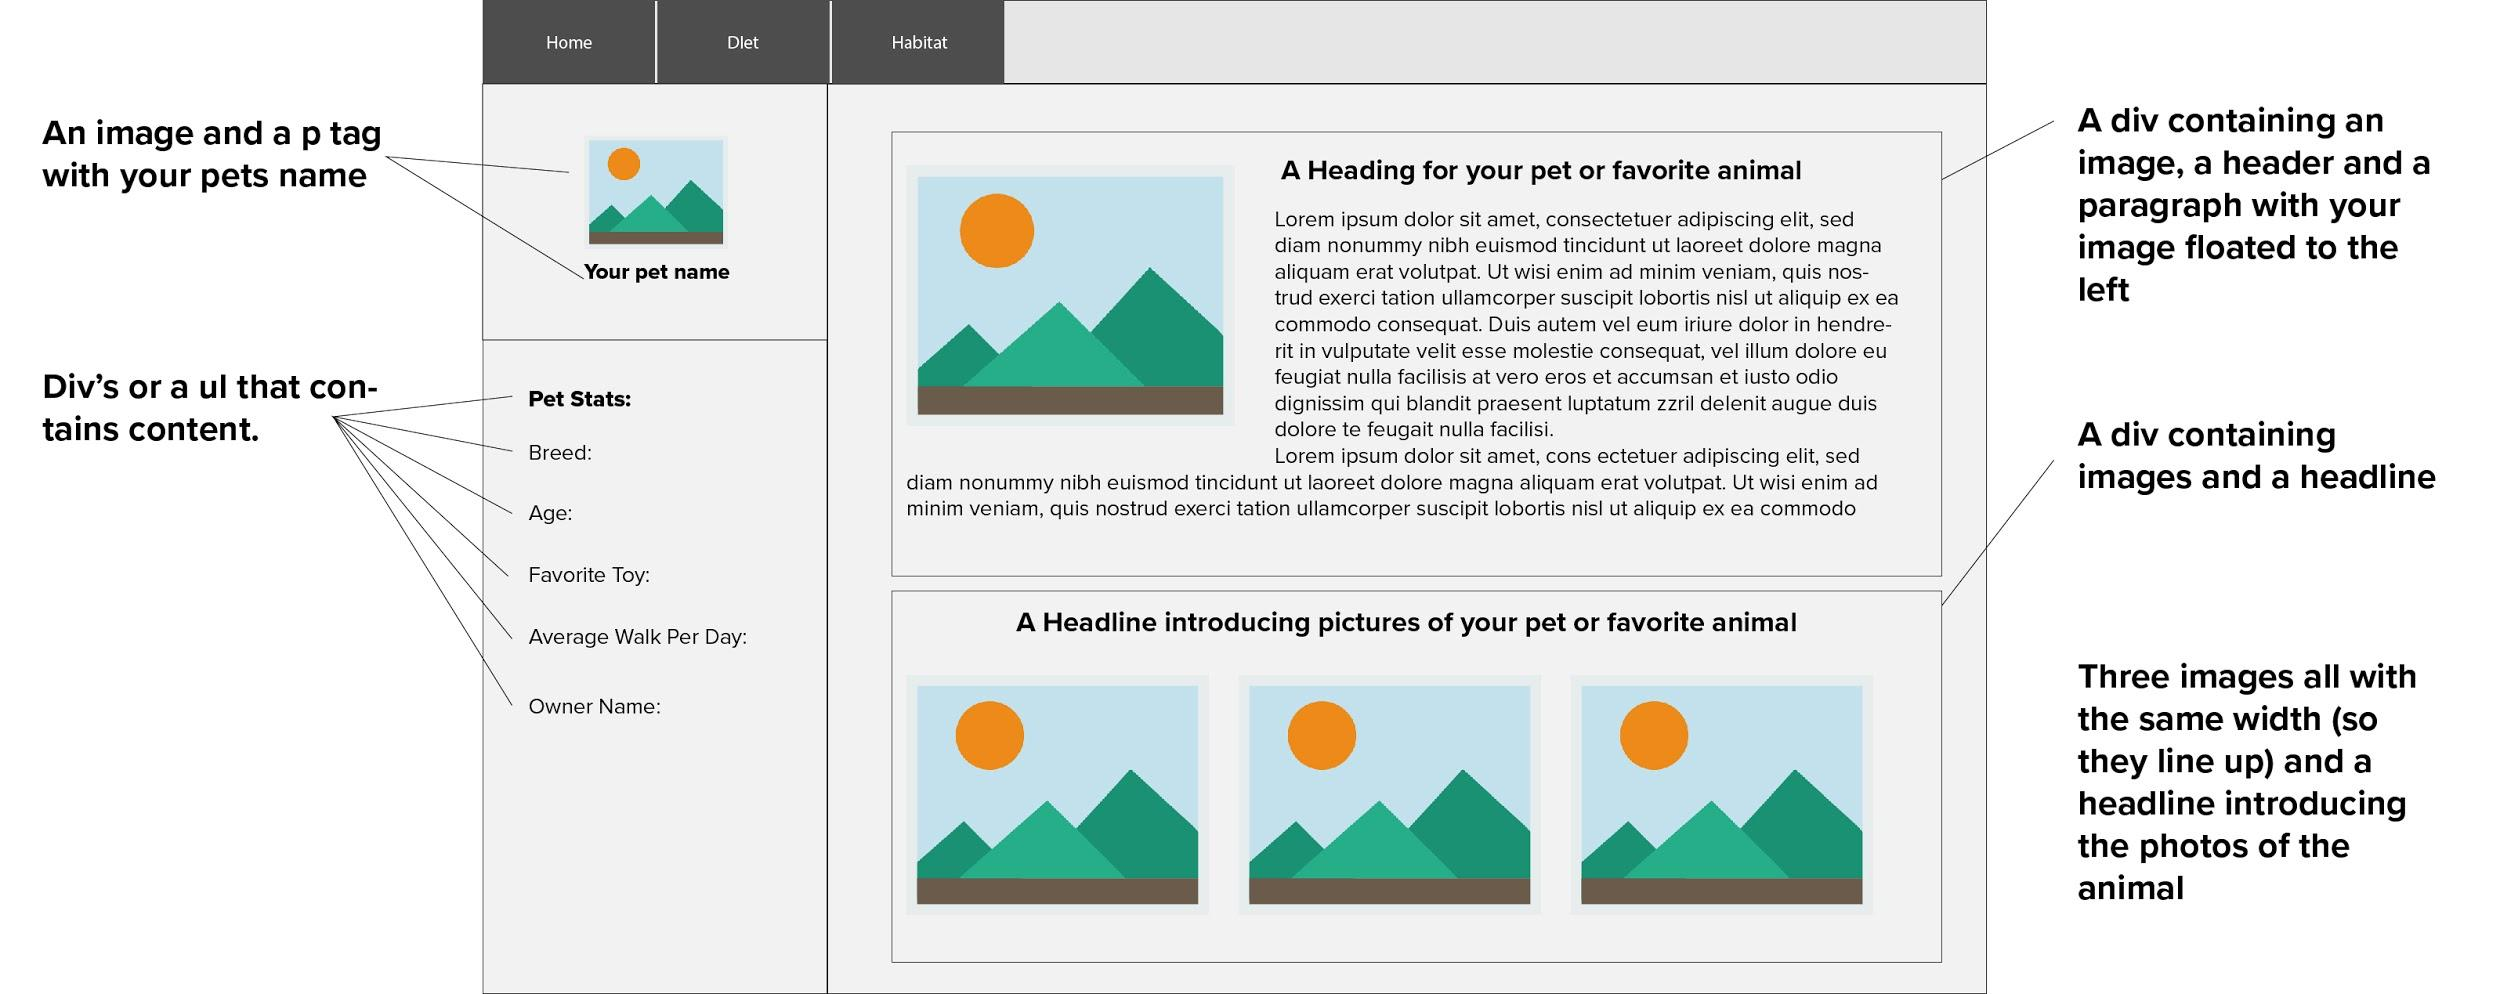 Home
DIet
Habitat
An image and a p tag
with your pets name
Your pet name
Div's or a ul that con-
tains content.
Pet Stats:
Breed:
Age:
Favorite Toy:
Average Walk Per Day:
Owner Name:
A Heading for your pet or favorite animal
Lorem ipsum dolor sit amet, consectetuer adipiscing elit, sed
diam nonummy nibh euismod tincidunt ut laoreet dolore magna
aliquam erat volutpat. Ut wisi enim ad minim veniam, quis nos-
trud exerci tation ullamcorper suscipit lobortis nisl ut aliquip ex ea
commodo consequat. Duis autem vel eum iriure dolor in hendre-
rit in vulputate velit esse molestie consequat, vel illum dolore eu
feugiat nulla facilisis at vero eros et accumsan et iusto odio
dignissim qui blandit praesent luptatum zzril delenit augue duis
dolore te feugait nulla facilisi.
Lorem ipsum dolor sit amet, cons ectetuer adipiscing elit, sed
diam nonummy nibh euismod tincidunt ut laoreet dolore magna aliquam erat volutpat. Ut wisi enim ad
minim veniam, quis nostrud exerci tation ullamcorper suscipit lobortis nisl ut aliquip ex ea commodo
A Headline introducing pictures of your pet or favorite animal
A div containing an
image, a header and a
paragraph with your
image floated to the
left
A div containing
images and a headline
Three images all with
the same width (so
they line up) and a
headline introducing
the photos of the
animal